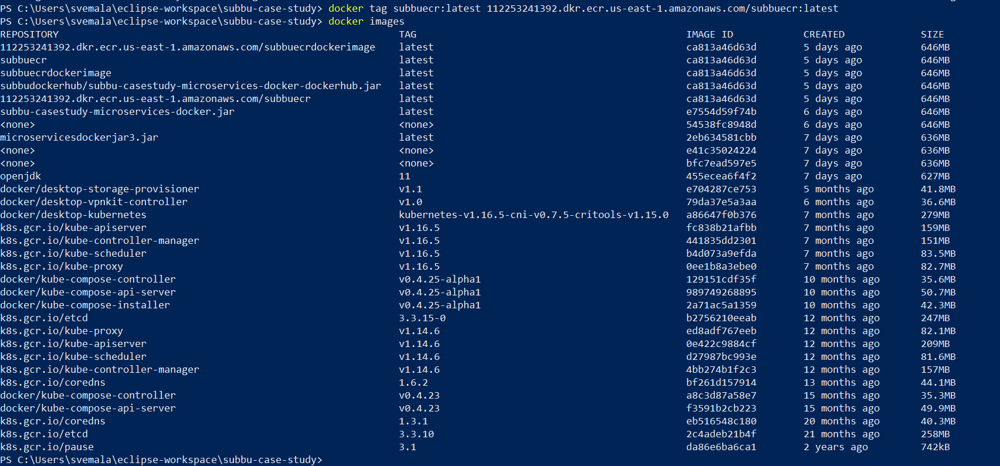 PS C:\Users\svemala\eclipse-workspace\subbu-case-study> docker tag subbuecr:latest 112253241392.dkr.ecr.us-east-1.amazonaws.com/subbuecr:latest
PS C:\Users\svemala\eclipse-workspace\subbu-case-study> docker images
REPOSITORY TAG IMAGE ID CREATED SIZE
112253241392.dkr.ecr.us-east-1.amazonaws.com/subbuecrdockerimage latest ca813a46d63d 5 days ago 646MB
subbuecr latest ca813a46d63d 5 days ago 646MB
subbuecrdockerimage latest ca813a46d63d 5 days ago 646MB
subbudockerhub/subbu-casestudy-microservices-docker-dockerhub.jar latest ca813a46d63d 5 days ago 646MB
112253241392.dkr.ecr.us-east-1.amazonaws.com/subbuecr latest ca813a46d63d 5 days ago 646MB
subbu-casestudy-microservices-docker.jar latest e7554d59f74b 6 days ago 646MB
<none> <none> 54538fc8948d 6 days ago 646MB
microservicesdockerjar3.jar latest 2eb634581cbb 7 days ago 636MB
<none> <none> e41c35024224 7 days ago 636MB
<none> <none> bfc7ead597e5 7 days ago 636MB
openjdk 11 455ecea6f4f2 7 days ago 627MB
docker/desktop-storage-provisioner v1.1 e704287ce753 5 months ago 41.8MB
docker/desktop-vpnkit-controller v1.0 79da37e5a3aa 6 months ago 36.6MB
docker/desktop-kubernetes kubernetes-v1.16.5-cni-v0.7.5-critools-v1.15.0 a86647f0b376 7 months ago 279MB
k8s.gcr.io/kube-apiserver v1.16.5 fc838b21afbb 7 months ago 159MB
k8s.gcr.io/kube-controller-manager v1.16.5 441835dd2301 7 months ago 151MB
k8s.gcr.io/kube-scheduler v1.16.5 b4d073a9efda 7 months ago 83.5MB
k8s.gcr.io/kube-proxy v1.16.5 0ee1b8a3ebe0 7 months ago 82.7MB
docker/kube-compose-controller v0.4.25-alpha1 129151cdf35f 10 months ago 35.6MB
docker/kube-compose-api-server v0.4.25-alpha1 989749268895 10 months ago 50.7MB
docker/kube-compose-installer v0.4.25-alpha1 2a71ac5a1359 10 months ago 42.3MB
k8s.gcr.io/etcd 3.3.15-0 b2756210eeab 12 months ago 247MB
k8s.gcr.io/kube-proxy v1.14.6 ed8adf767eeb 12 months ago 82.1MB
k8s.gcr.io/kube-apiserver v1.14.6 0e422c9884cf 12 months ago 209MB
k8s.gcr.io/kube-scheduler v1.14.6 d27987bc993e 12 months ago 81.6MB
k8s.gcr.io/kube-controller-manager v1.14.6 4bb274b1f2c3 12 months ago 157MB
k8s.gcr.io/coredns 1.6.2 bf261d157914 13 months ago 44.1MB
docker/kube-compose-controller v0.4.23 a8c3d87a58e7 15 months ago 35.3MB
docker/kube-compose-api-server v0.4.23 f3591b2cb223 15 months ago 49.9MB
k8s.gcr.io/coredns 1.3.1 eb516548c180 20 months ago 40.3MB
k8s.gcr.io/etcd 3.3.10 2c4adeb21b4f 21 months ago 258MB
k8s.gcr.io/pause 3.1 da86e6ba6ca1 2 years ago 742kB
PS C:\Users\svemala\eclipse-workspace\subbu-case-study>